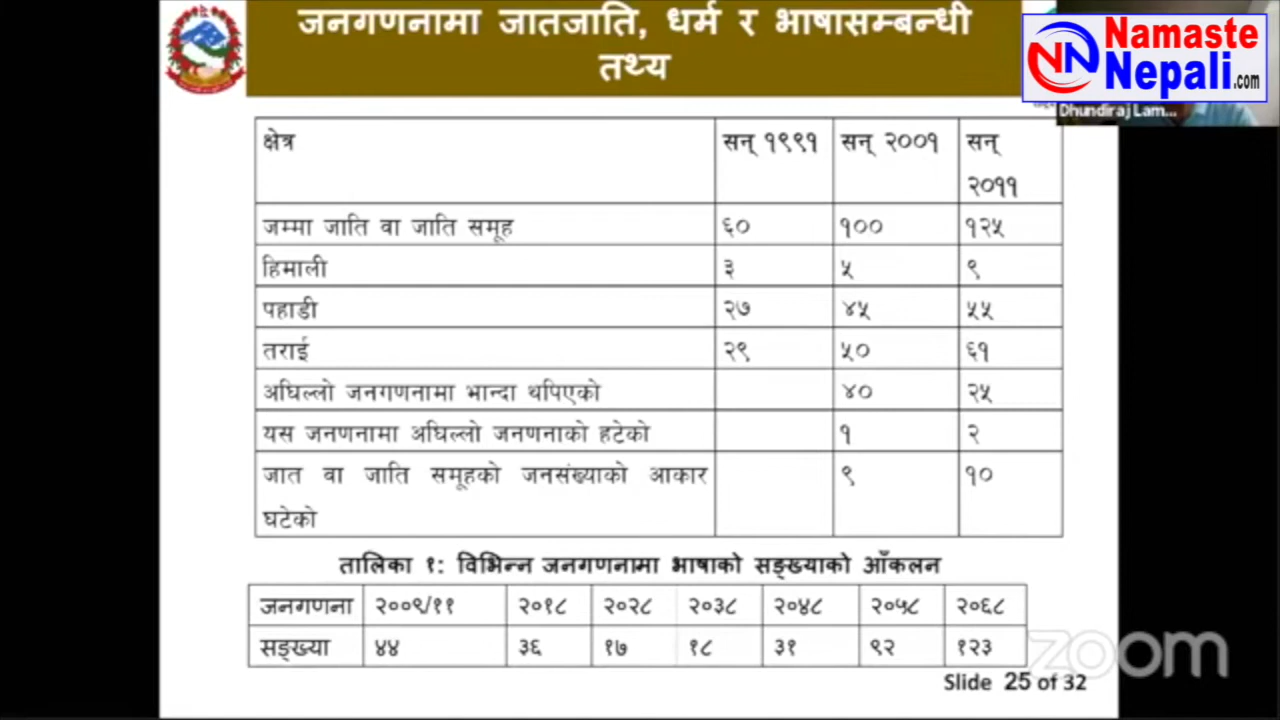 जनगणनामा जातजाति, धर्म र भाषासम्बन्धी
तथ्य
Namaste
Nepali.com
Dhundiraj Lam...
क्षेत्र सन् १९९१ सन् २००१ सन् २०११
जम्मा जाति वा जाति समूह ६० १०० १२५
हिमाली ३ ५ ९
पहाडी २७ ४५ ५५
तराई २९ ५० ६१
अघिल्लो जनगणनामा भान्दा थपिएको ४० २५
यस जनणनामा अघिल्लो जनणनाको हटेको १ २
जात वा जाति समूहको जनसंख्याको आकार घटेको ९ १०
तालिका १: विभिन्न जनगणनामा भाषाको सङ्ख्याको आँकलन
जनगणना २००९/११ २०१८ २०२८ २०३८ २०४८ २०५८ २०६८
सङ्ख्या ४४ ३६ १७ १८ ३१ ९२ १२३
zoom
Slide 25 of 32